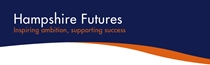 Hampshire Futures
Inspiring ambition, supporting success